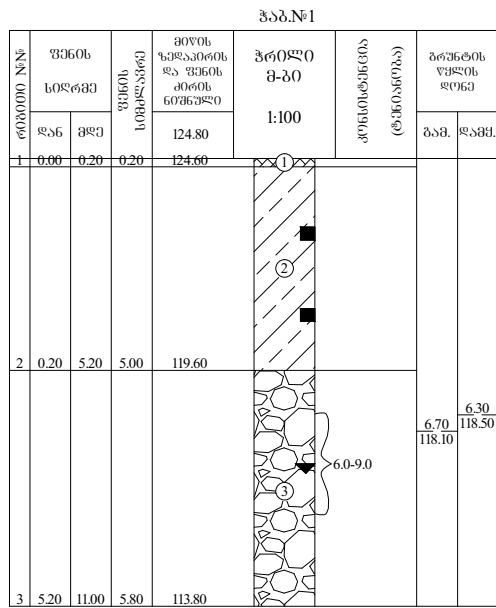 ჭაბ.№1
რიგითი №№
ფენის
სიღრმე
დან
მდე
ფენის
სიმძლავრე
მიწის
ზედაპირის
და ფენის
ძირის
ნიშნული
124.80
ჭრილი
მ-ბი
1:100
კონსისტენცია
(ტენიანობა)
გრუნტის
წყლის
დონე
გამ.
დამყ.
1 0.00 0.20 0.20 124.60
1
2
2 0.20 5.20 5.00 119.60
6.30
118.50
6.70
118.10
6.0-9.0
3
3 5.20 11.00 5.80 113.80